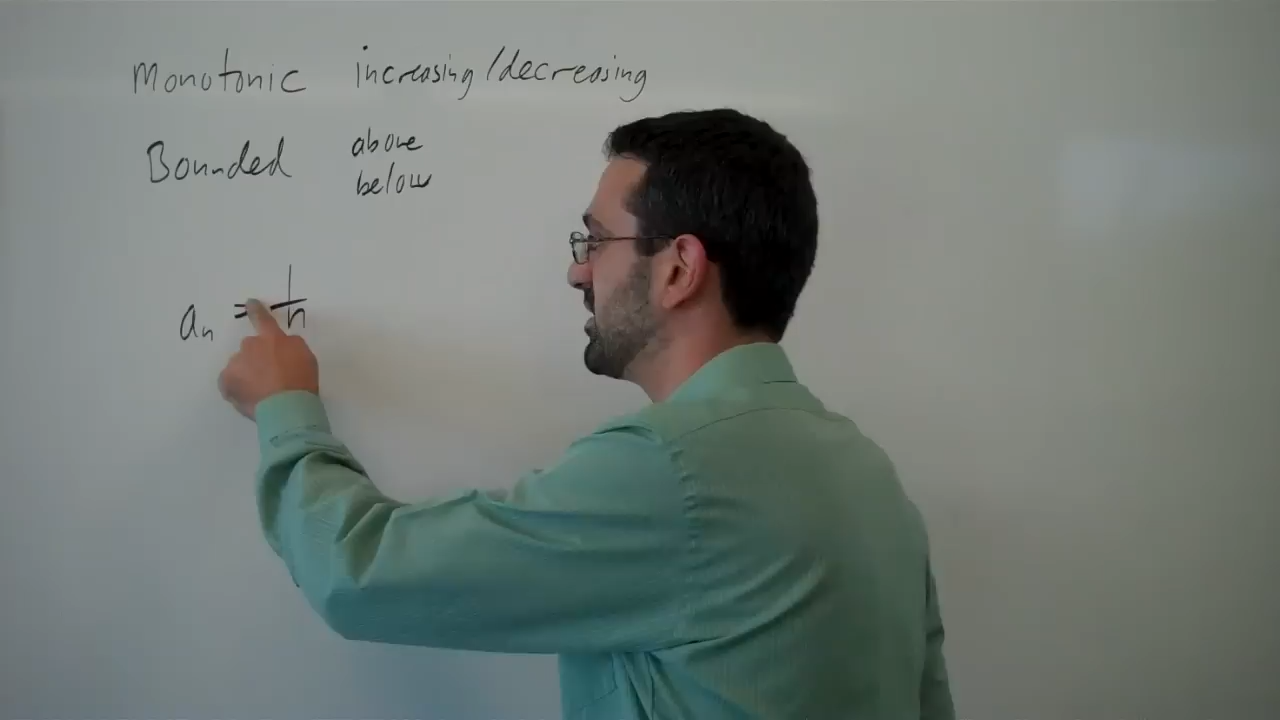 Monotonic increasing/decreasing
Bounded above
below
aₙ = 1/n